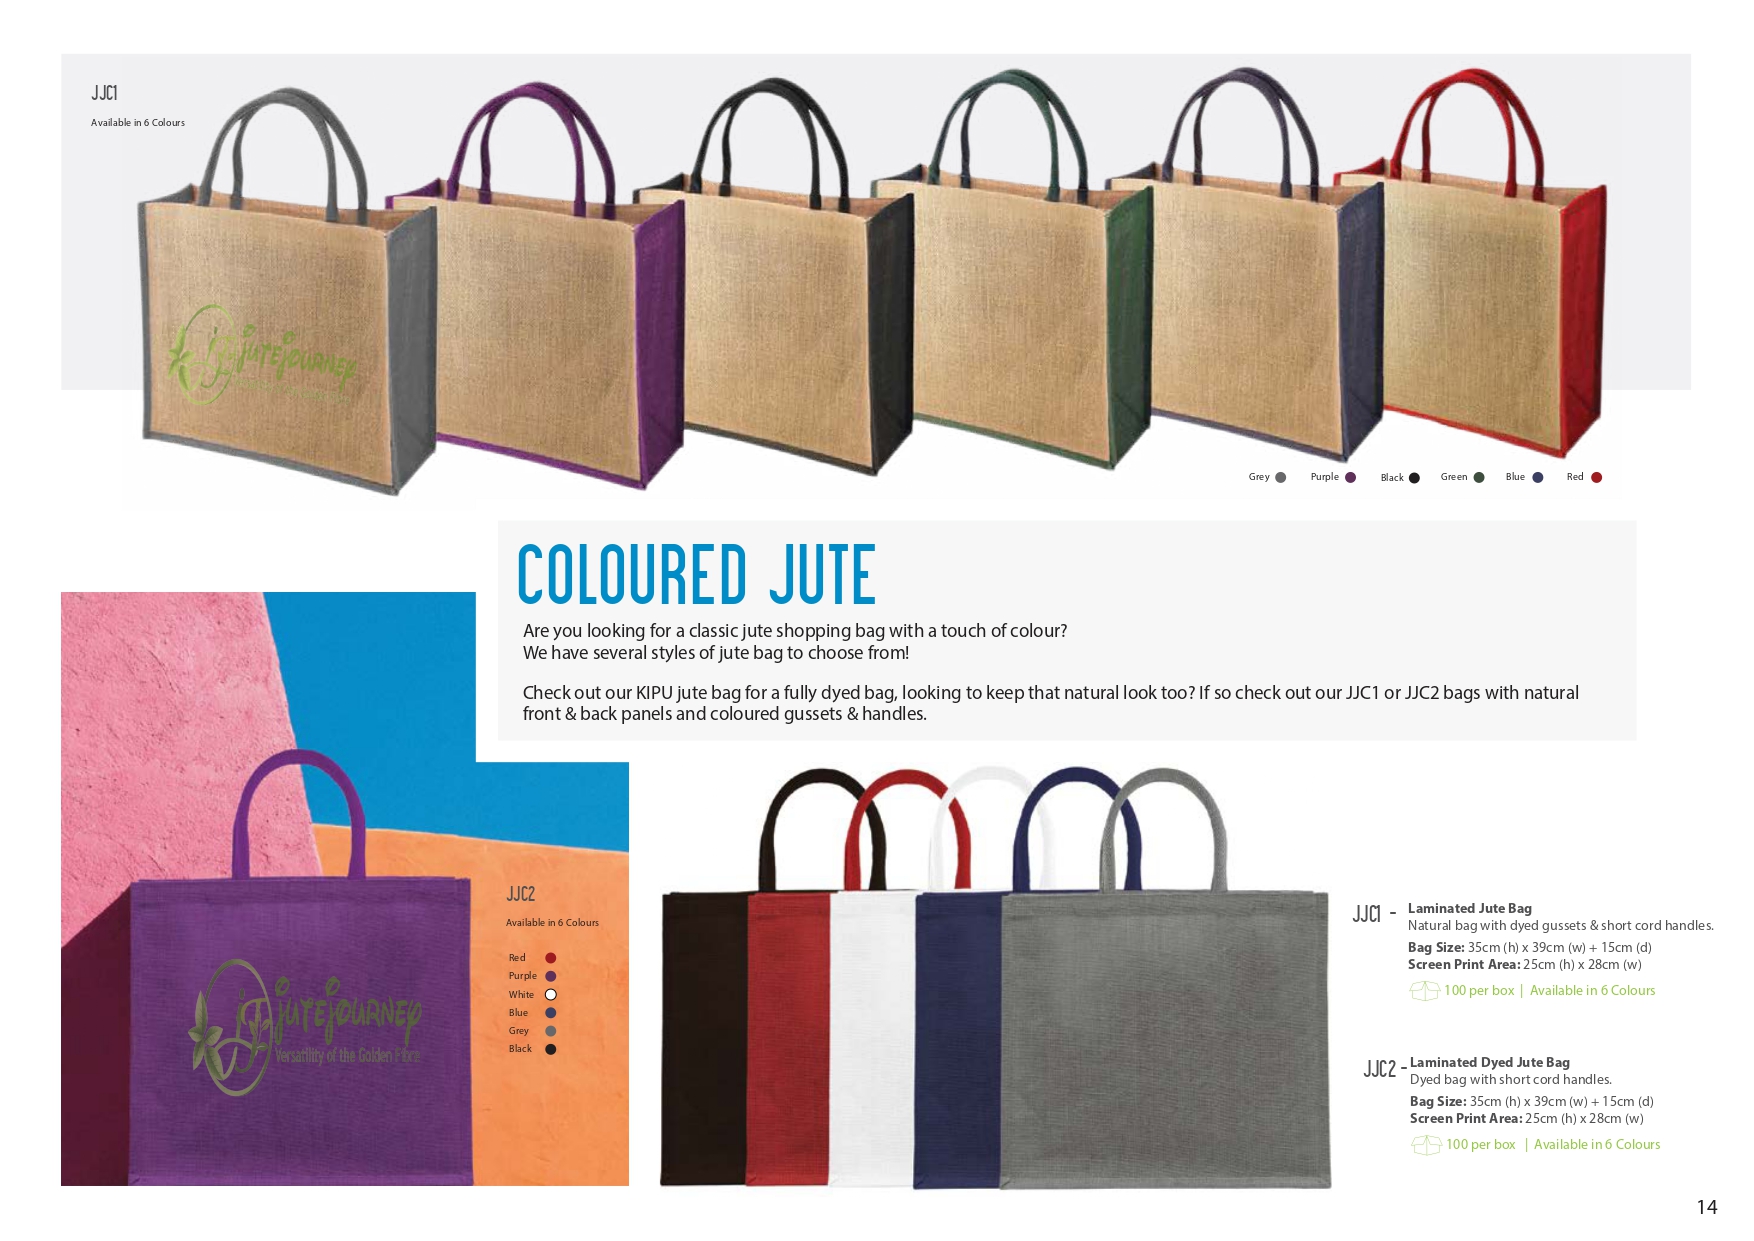 JJC1
Available in 6 Colours
jutejourney
Grey
Purple
Black
Green
Blue
Red
COLOURED JUTE
Are you looking for a classic jute shopping bag with a touch of colour?
We have several styles of jute bag to choose from!
Check out our KIPU jute bag for a fully dyed bag, looking to keep that natural look too? If so check out our JJC1 or JJC2 bags with natural
front & back panels and coloured gussets & handles.
JJC2
Available in 6 Colours
Red
Purple
White
Blue
Grey
Black
jutejourney
Versatility of the Golden Fibre
JJC1 - Laminated Jute Bag
Natural bag with dyed gussets & short cord handles.
Bag Size: 35cm (h) x 39cm (w) + 15cm (d)
Screen Print Area: 25cm (h) x 28cm (w)
100 per box | Available in 6 Colours
JJC2 - Laminated Dyed Jute Bag
Dyed bag with short cord handles.
Bag Size: 35cm (h) x 39cm (w) + 15cm (d)
Screen Print Area: 25cm (h) x 28cm (w)
100 per box | Available in 6 Colours
14